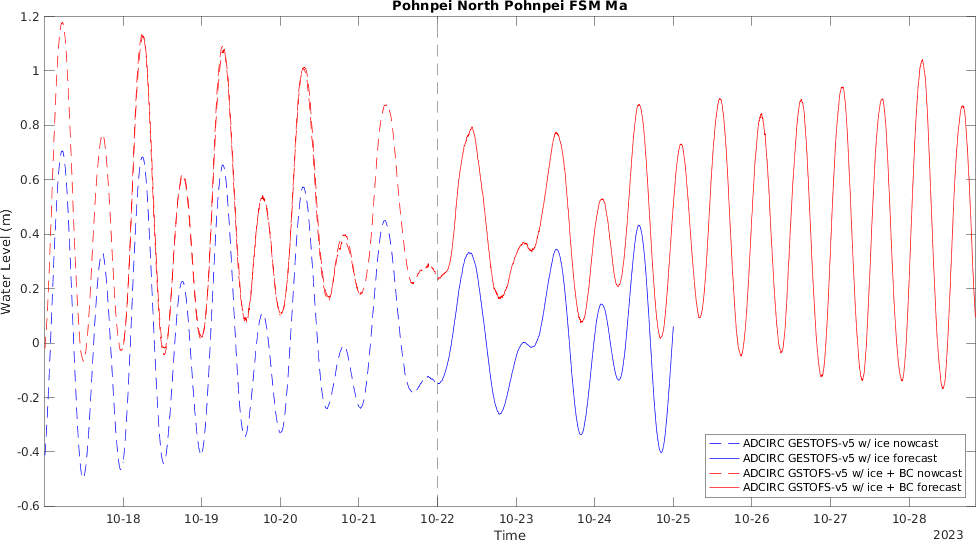 Pohnpei North Pohnpei FSM Ma
Water Level (m)
1.2
1
0.8
0.6
0.4
0.2
0
-0.2
-0.4
-0.6
10-18 10-19 10-20 10-21 10-22 10-23 10-24 10-25 10-26 10-27 10-28
Time
2023
ADCIRC GESTOFS-v5 w/ ice nowcast
ADCIRC GESTOFS-v5 w/ ice forecast
ADCIRC GSTOFS-v5 w/ ice + BC nowcast
ADCIRC GSTOFS-v5 w/ ice + BC forecast